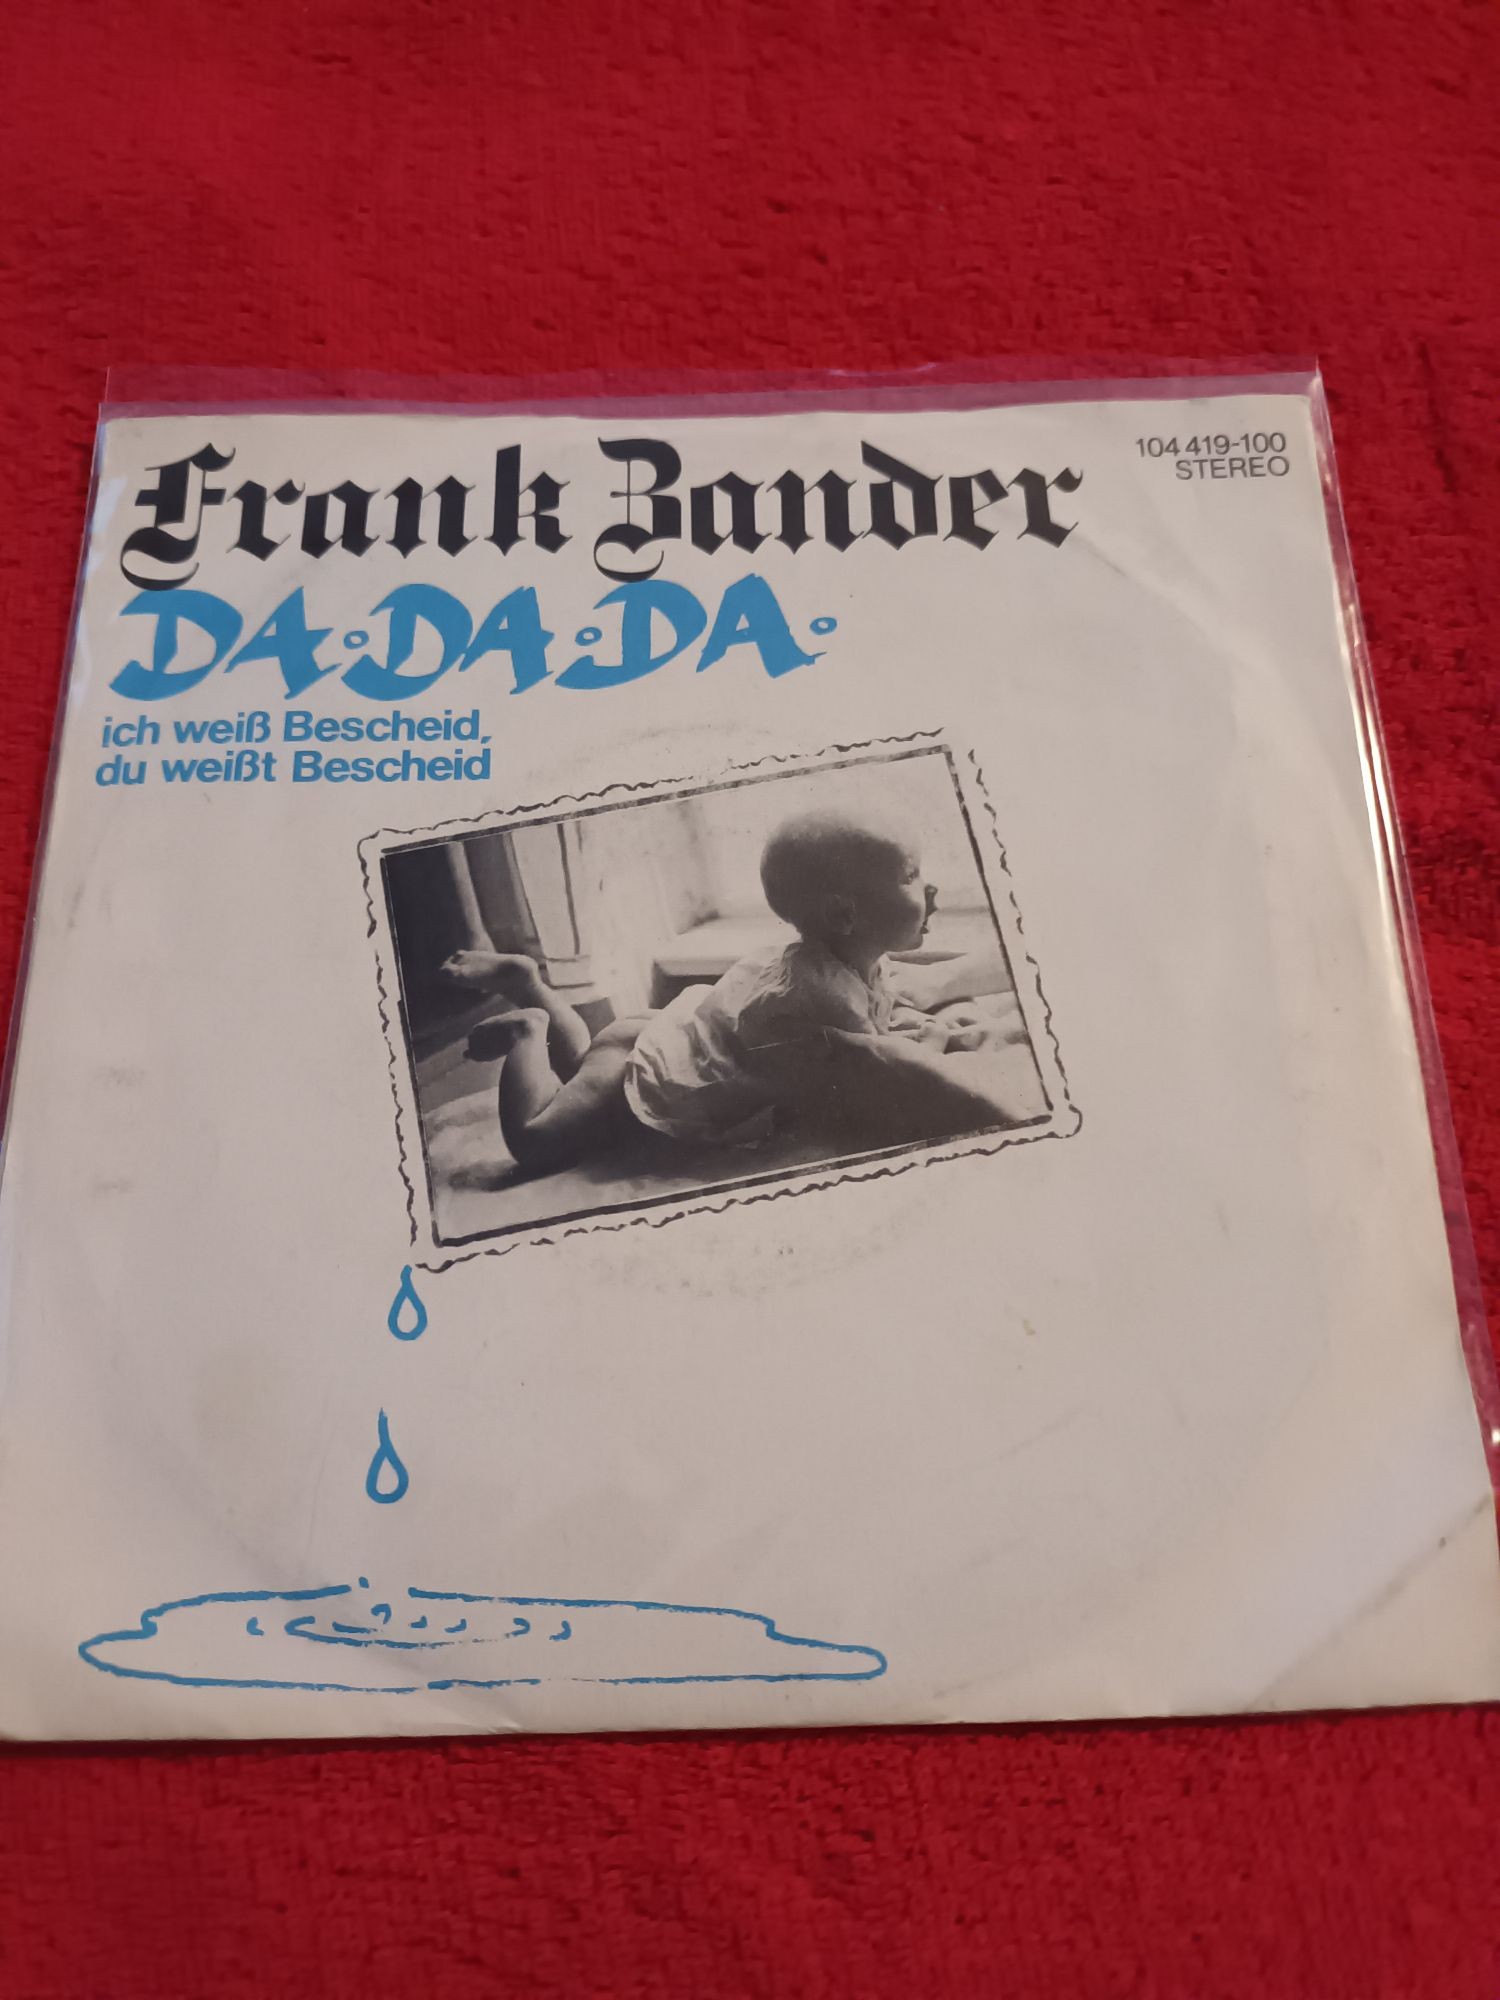 Frank Zander
104 419-100
STEREO
DA·DA·DA·
ich weiß Bescheid,
du weißt Bescheid